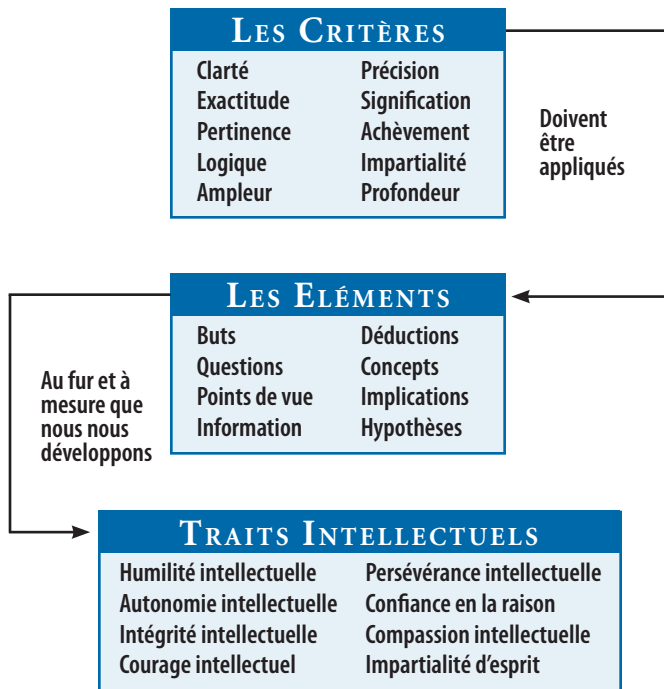 LES CRITÈRES
Clarté Précision
Exactitude Signification
Pertinence Achèvement
Logique Impartialité
Ampleur Profondeur
Doivent
être
appliqués
LES ELÉMENTS
Buts Déductions
Questions Concepts
Points de vue Implications
Information Hypothèses
Au fur et à
mesure que
nous nous
développons
TRAITS INTELLECTUELS
Humilité intellectuelle Persévérance intellectuelle
Autonomie intellectuelle Confiance en la raison
Intégrité intellectuelle Compassion intellectuelle
Courage intellectuel Impartialité d'esprit